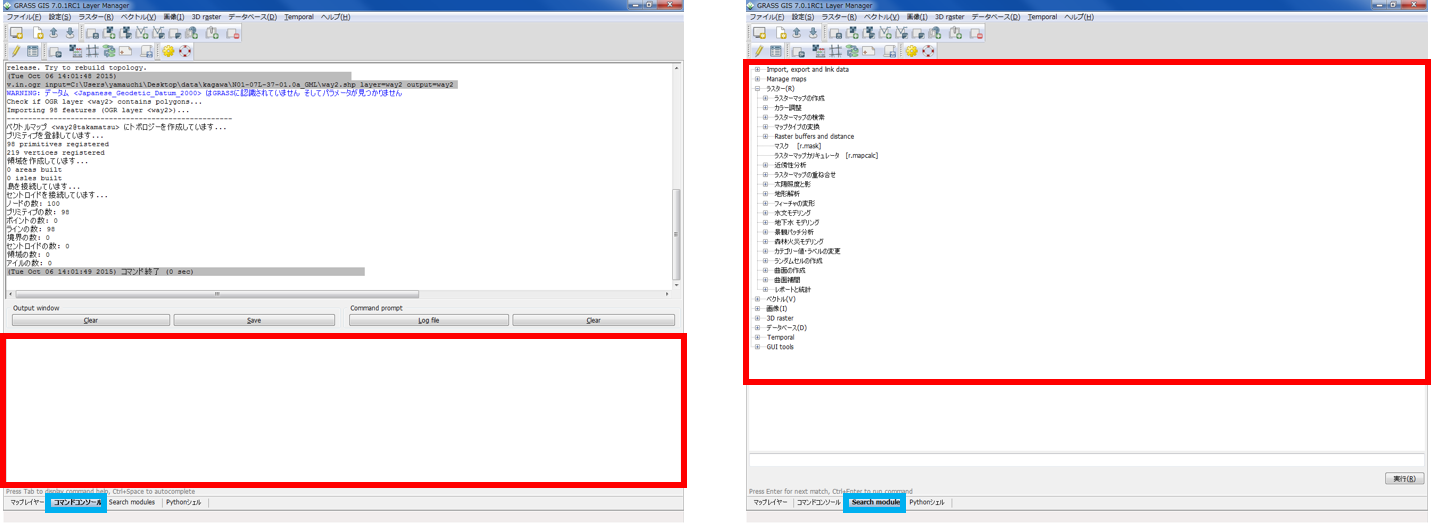 GRASS GIS 7.0.1RC1 Layer Manager
ファイル(F) 設定(S) ラスター(R) ベクトル(V) 画像(I) 3D raster データベース(D) Temporal ヘルプ(H)
release. Try to rebuild topology.
(Tue Oct 06 14:01:48 2015)
v.in.ogr input=C:\Users\yamauchi\Desktop\data\kagawa\N01-07L-37-01.0a_GML\way2.shp layer=way2 output=way2
WARNING: データム <Japanese_Geodetic_Datum_2000> はGRASSに認識されていません そしてパラメータが見つかりません
Check if OGR layer <way2> contains polygons...
Importing 98 features (OGR layer <way2>)...
-----------------------------------------------------
ベクトルマップ <way2@takamatsu> にトポロジーを作成しています...
プリミティブを登録しています...
98 primitives registered
219 vertices registered
領域を作成しています...
0 areas built
0 isles built
島を接続しています...
セントロイドを接続しています...
ノードの数: 100
プリミティブの数: 98
ポイントの数: 0
ラインの数: 98
境界の数: 0
セントロイドの数: 0
領域の数: 0
アイルの数: 0
(Tue Oct 06 14:01:49 2015) コマンド終了 (0 sec)
Output window
Command prompt
Clear Save Log file Clear
Press Tab to display command help, Ctrl+Space to autocomplete
マップレイヤー コマンドコンソール Search modules Pythonシェル
GRASS GIS 7.0.1RC1 Layer Manager
ファイル(F) 設定(S) ラスター(R) ベクトル(V) 画像(I) 3D raster データベース(D) Temporal ヘルプ(H)
Import, export and link data
Manage maps
ラスター(R)
ラスターマップの作成
カラー調整
ラスターマップの検索
マップタイプの変換
Raster buffers and distance
マスク [r.mask]
ラスターマップカリキュレータ [r.mapcalc]
近傍性分析
ラスターマップの重ね合せ
太陽照度と影
地形解析
フィーチャの変形
水文モデリング
地下水 モデリング
景観パッチ分析
森林火災モデリング
カテゴリー値・ラベルの変更
ランダムセルの作成
曲面の作成
曲面補間
レポートと統計
ベクトル(V)
画像(I)
3D raster
データベース(D)
Temporal
GUI tools
実行(R)
Press Enter for next match, Ctrl+Enter to run command
マップレイヤー コマンドコンソール Search module Pythonシェル